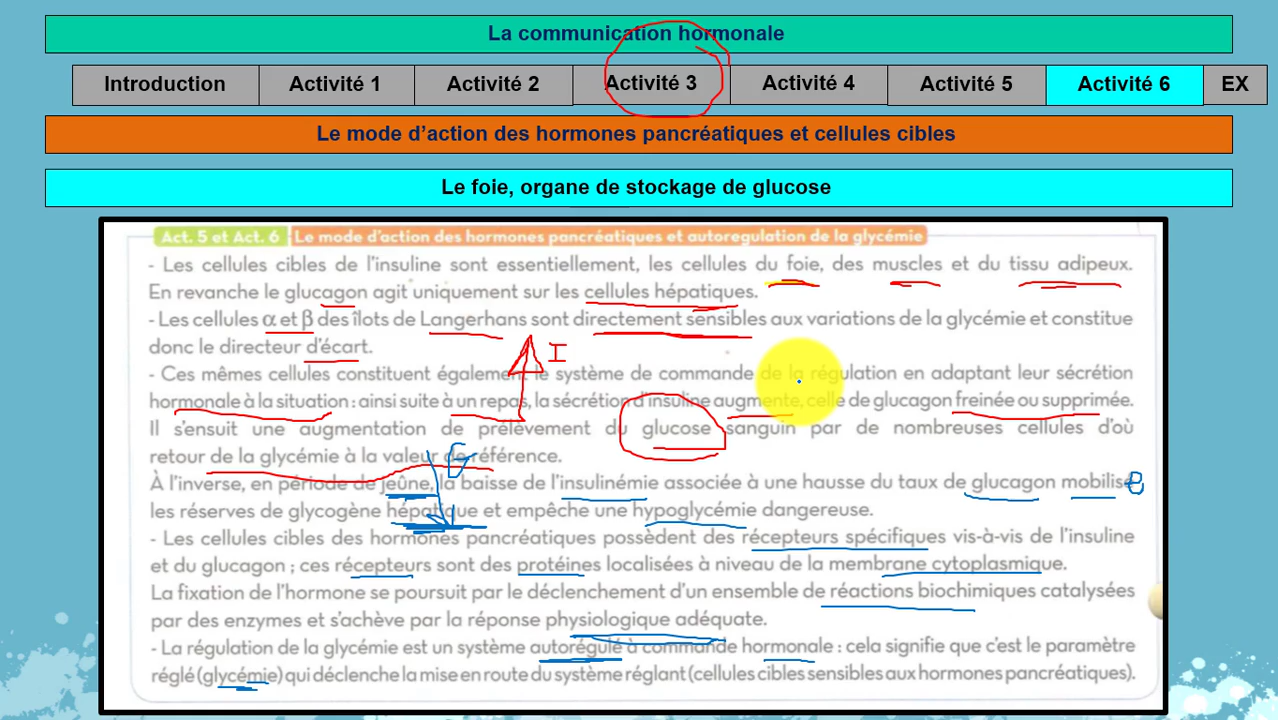 La communication hormonale
Introduction Activité 1 Activité 2 Activité 3 Activité 4 Activité 5 Activité 6 EX
Le mode d'action des hormones pancréatiques et cellules cibles
Le foie, organe de stockage de glucose
Act. 5 et Act. 6 Le mode d'action des hormones pancréatiques et autoregulation de la glycémie
- Les cellules cibles de l'insuline sont essentiellement, les cellules du foie, des muscles et du tissu adipeux.
En revanche le glucagon agit uniquement sur les cellules hépatiques.
- Les cellules α et β des îlots de Langerhans sont directement sensibles aux variations de la glycémie et constitue
donc le directeur d'écart.
I
- Ces mêmes cellules constituent également le système de commande de la régulation en adaptant leur sécrétion
hormonale à la situation : ainsi suite à un repas, la sécrétion d'insuline augmente, celle de glucagon freinée ou supprimée.
Il s'ensuit une augmentation de prélèvement du glucose sanguin par de nombreuses cellules d'où
retour de la glycémie à la valeur de référence.
À l'inverse, en période de jeûne, la baisse de l'insulinémie associée à une hausse du taux de glucagon mobilise
les réserves de glycogène hépatique et empêche une hypoglycémie dangereuse.
- Les cellules cibles des hormones pancréatiques possèdent des récepteurs spécifiques vis-à-vis de l'insuline
et du glucagon ; ces récepteurs sont des protéines localisées à niveau de la membrane cytoplasmique.
La fixation de l'hormone se poursuit par le déclenchement d'un ensemble de réactions biochimiques catalysées
par des enzymes et s'achève par la réponse physiologique adéquate.
- La régulation de la glycémie est un système autorégulé à commande hormonale : cela signifie que c'est le paramètre
réglé (glycémie) qui déclenche la mise en route du système réglant (cellules cibles sensibles aux hormones pancréatiques).